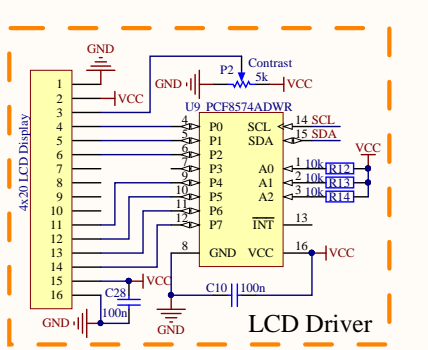 GND
Contrast
P2
5k
GND
VCC
VCC
U9 PCF8574ADWR
4x20 LCD Display
1
2
3
4
5
6
7
8
9
10
11
12
13
14
15
16
4 P0 SCL 14 SCL
5 P1 SDA 15 SDA
6 P2
7 P3 A0 1 10k R12
9 P4 A1 2 10k R13
10 P5 A2 3 10k R14
11 P6
12 P7 INT 13
VCC
8 GND VCC 16 VCC
VCC
C28
100n
C10 100n
GND
GND
LCD Driver